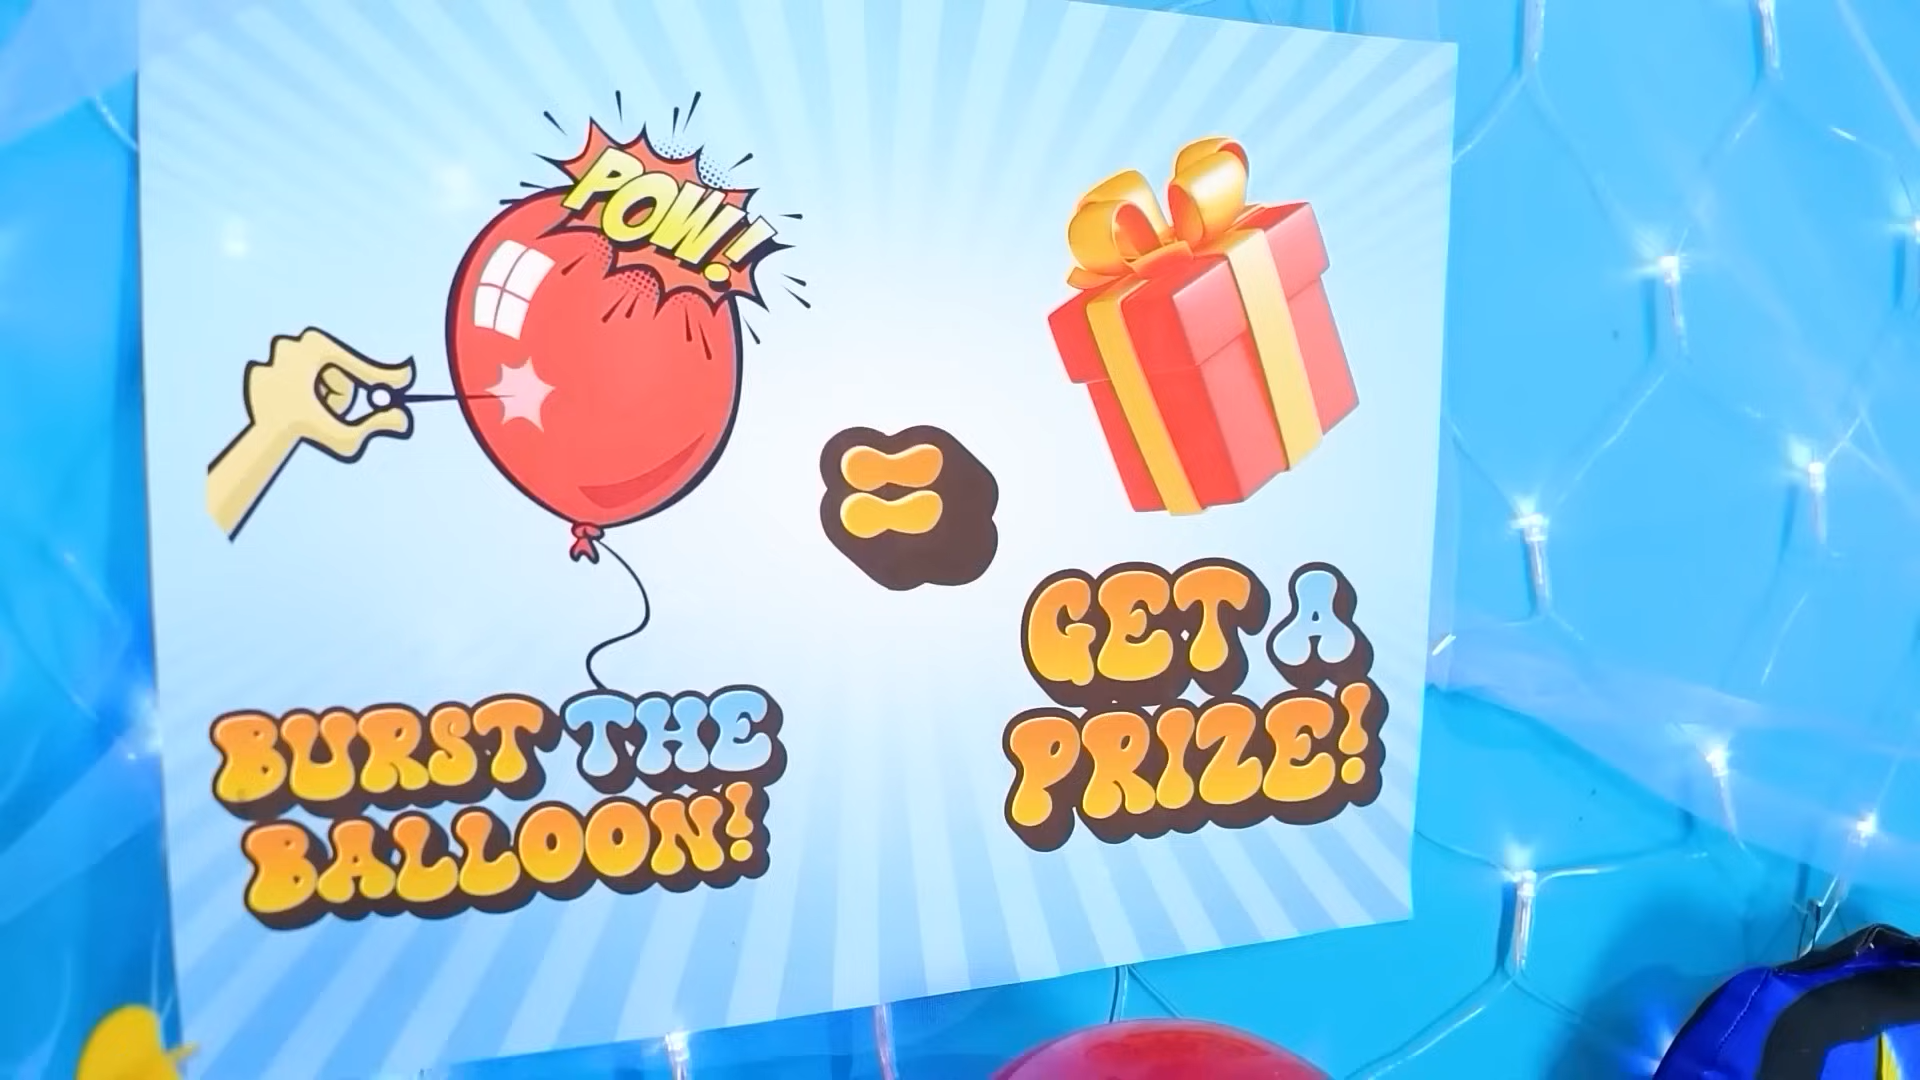 POW!
=
BURST THE
BALLOON!
GET A
PRIZE!